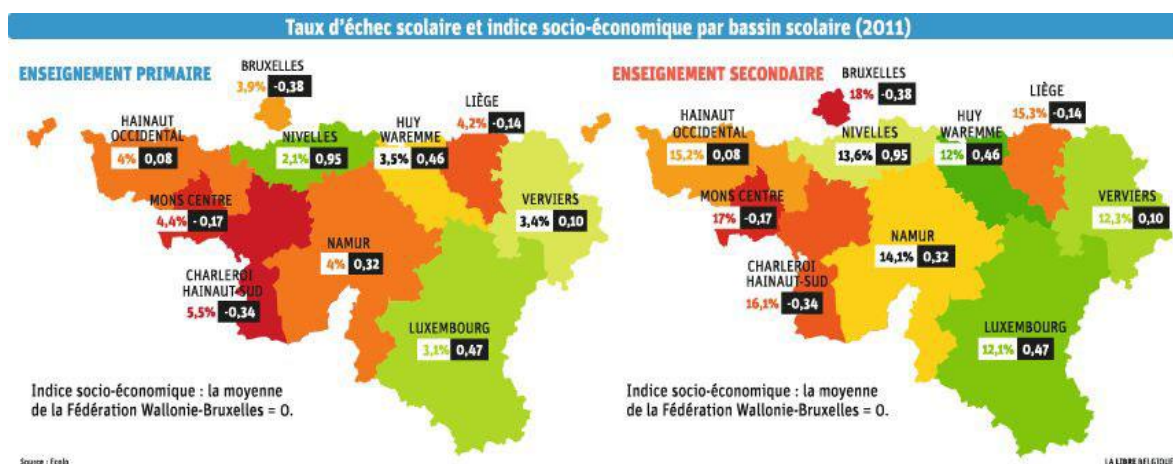 Taux d'échec scolaire et indice socio-économique par bassin scolaire (2011)
ENSEIGNEMENT PRIMAIRE
BRUXELLES
3,9% -0,38
HAINAUT
OCCIDENTAL
4% 0,08
NIVELLES
2,1% 0,95
HUY
WAREMME
3,5% 0,46
LIÈGE
4,2% -0,14
MONS CENTRE
4,4% -0,17
VERVIERS
3,4% 0,10
NAMUR
4% 0,32
CHARLEROI
HAINAUT-SUD
5,5% -0,34
LUXEMBOURG
3,1% 0,47
Indice socio-économique : la moyenne
de la Fédération Wallonie-Bruxelles = 0.
Source : Ecolo
ENSEIGNEMENT SECONDAIRE
BRUXELLES
18% -0,38
HAINAUT
OCCIDENTAL
15,2% 0,08
NIVELLES
13,6% 0,95
HUY
WAREMME
12% 0,46
LIÈGE
15,3% -0,14
MONS CENTRE
17% -0,17
VERVIERS
12,3% 0,10
NAMUR
14,1% 0,32
CHARLEROI
HAINAUT-SUD
16,1% -0,34
LUXEMBOURG
12,1% 0,47
Indice socio-économique : la moyenne
de la Fédération Wallonie-Bruxelles = 0.
LA LIBRE BELGIQUE